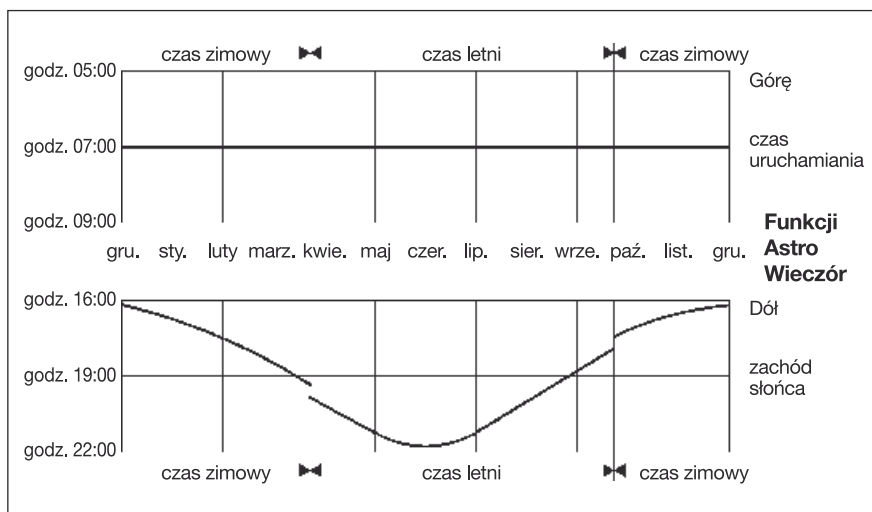 czas zimowy czas letni czas zimowy
godz. 05:00
Górę
godz. 07:00
czas
uruchamiania
godz. 09:00
Funkcji
Astro
Wieczór
gru. sty. luty marz. kwie. maj czer. lip. sier. wrze. paź. list. gru.
godz. 16:00
Dół
godz. 19:00
zachód
słońca
godz. 22:00
czas zimowy czas letni czas zimowy